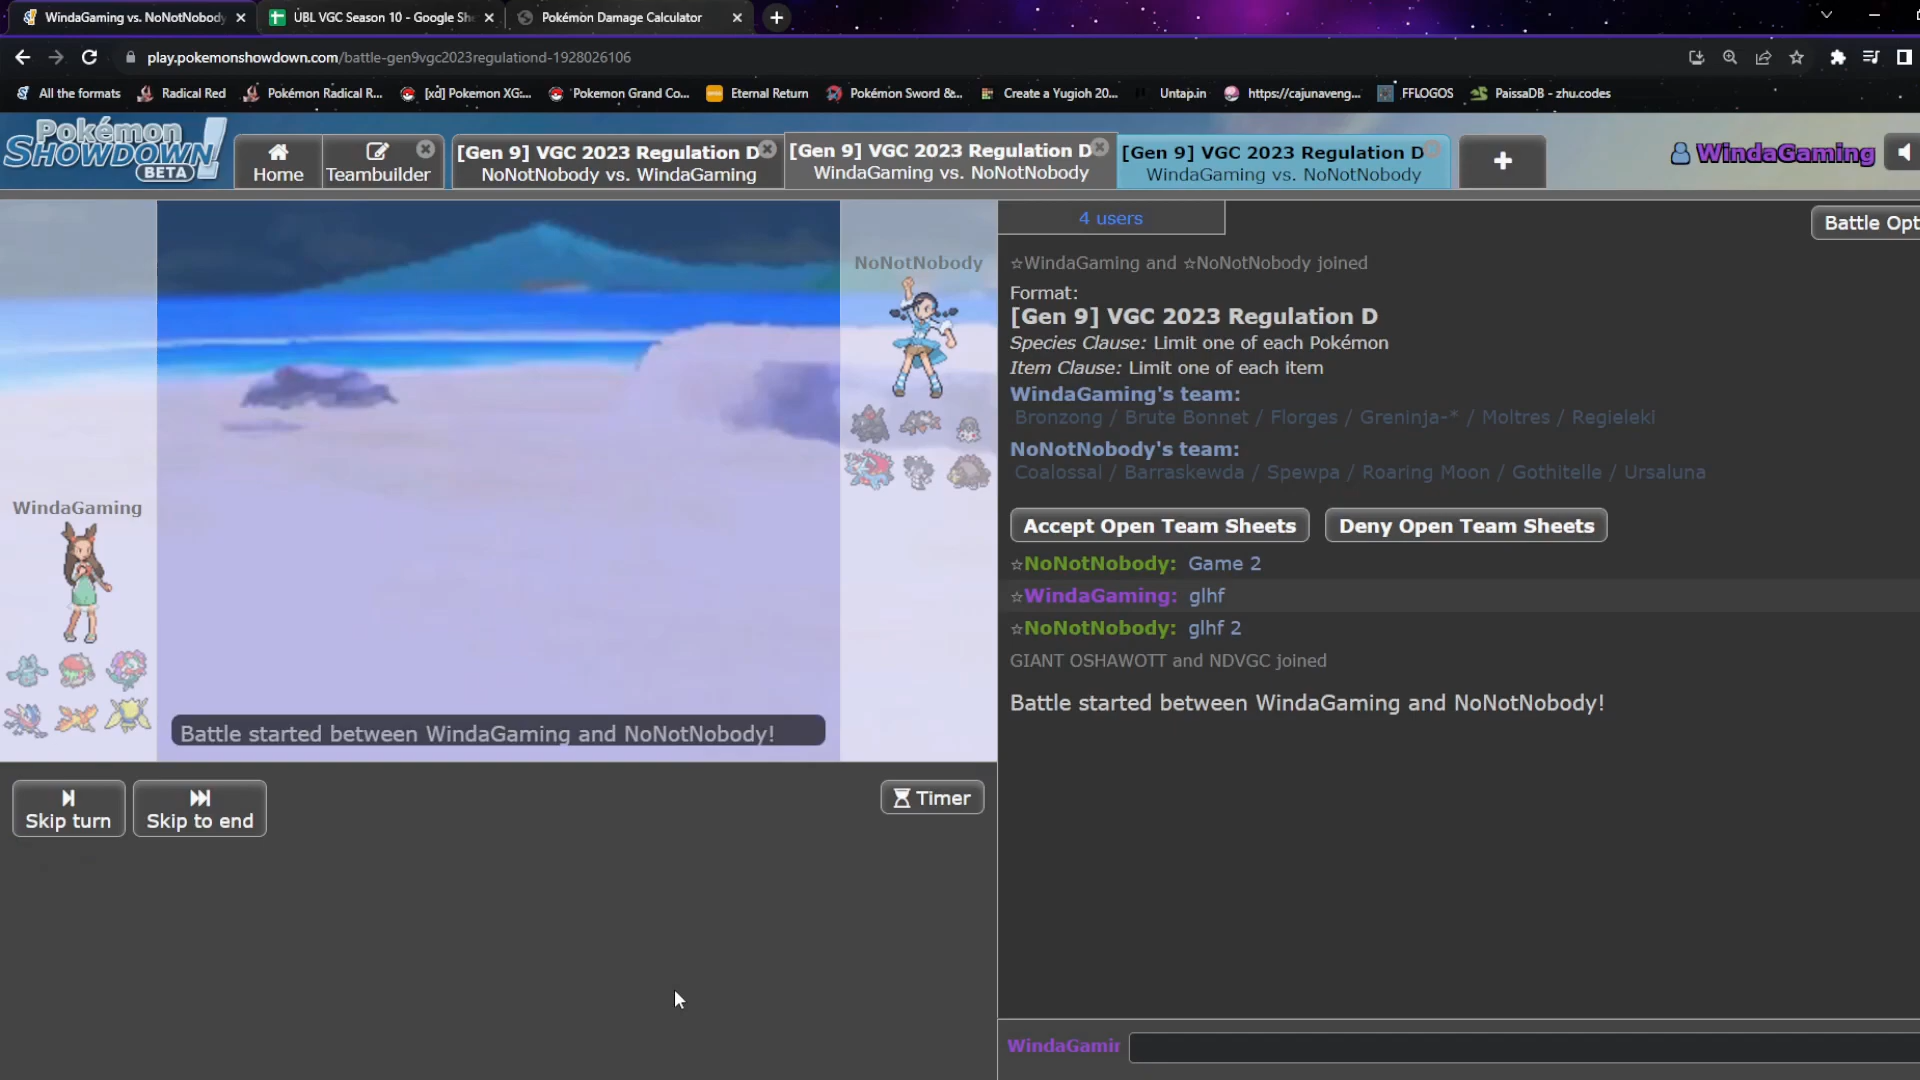 WindaGaming vs. NoNotNobody
UBL VGC Season 10 - Google She
Pokémon Damage Calculator
play.pokemonshowdown.com/battle-gen9vgc2023regulationd-1928026106
All the formats
Radical Red
Pokémon Radical R...
[xd] Pokemon XG:...
Pokemon Grand Co...
Eternal Return
Pokémon Sword &...
Create a Yugioh 20...
Untap.in
https://cajunaveng...
FFLOGOS
PaissaDB - zhu.codes
Pokémon
SHOWDOWN!
BETA
Home
Teambuilder
[Gen 9] VGC 2023 Regulation D
NoNotNobody vs. WindaGaming
[Gen 9] VGC 2023 Regulation D
WindaGaming vs. NoNotNobody
[Gen 9] VGC 2023 Regulation D
WindaGaming vs. NoNotNobody
WindaGaming
NoNotNobody
WindaGaming
Battle started between WindaGaming and NoNotNobody!
Skip turn
Skip to end
Timer
4 users
Battle Opt
☆WindaGaming and ☆NoNotNobody joined
Format:
[Gen 9] VGC 2023 Regulation D
Species Clause: Limit one of each Pokémon
Item Clause: Limit one of each item
WindaGaming's team:
Bronzong / Brute Bonnet / Florges / Greninja-* / Moltres / Regieleki
NoNotNobody's team:
Coalossal / Barraskewda / Spewpa / Roaring Moon / Gothitelle / Ursaluna
Accept Open Team Sheets
Deny Open Team Sheets
☆NoNotNobody: Game 2
☆WindaGaming: glhf
☆NoNotNobody: glhf 2
GIANT OSHAWOTT and NDVGC joined
Battle started between WindaGaming and NoNotNobody!
WindaGamir